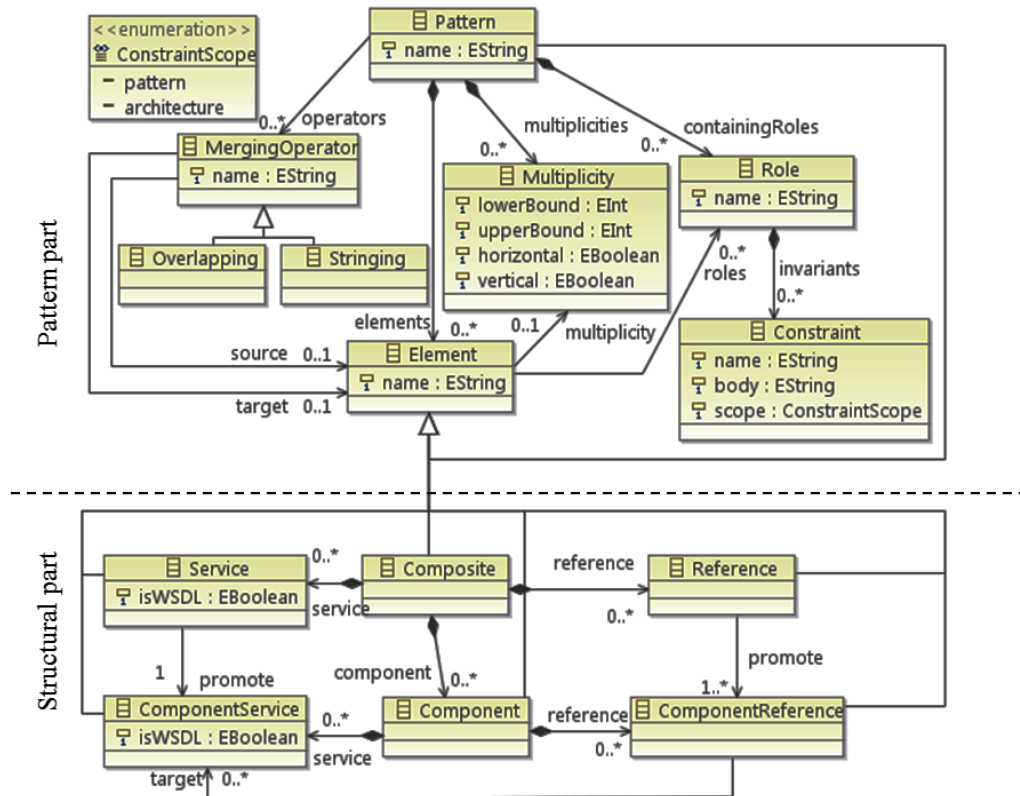 <<enumeration>>
ConstraintScope
pattern
architecture
Pattern
name : EString
0..*
operators
multiplicities
0..*
containingRoles
0..*
MergingOperator
name : EString
Multiplicity
lowerBound : EInt
upperBound : EInt
horizontal : EBoolean
vertical : EBoolean
Role
name : EString
Overlapping
Stringing
0..*
roles
invariants
0..*
Pattern part
elements
0..*
0..1
multiplicity
source 0..1
target 0..1
Element
name : EString
Constraint
name : EString
body : EString
scope : ConstraintScope
Structural part
Service
isWSDL : EBoolean
0..*
service
Composite
reference
0..*
Reference
1
promote
component
0..*
promote
1..*
ComponentService
isWSDL : EBoolean
0..*
service
Component
reference
0..*
ComponentReference
target 0..*